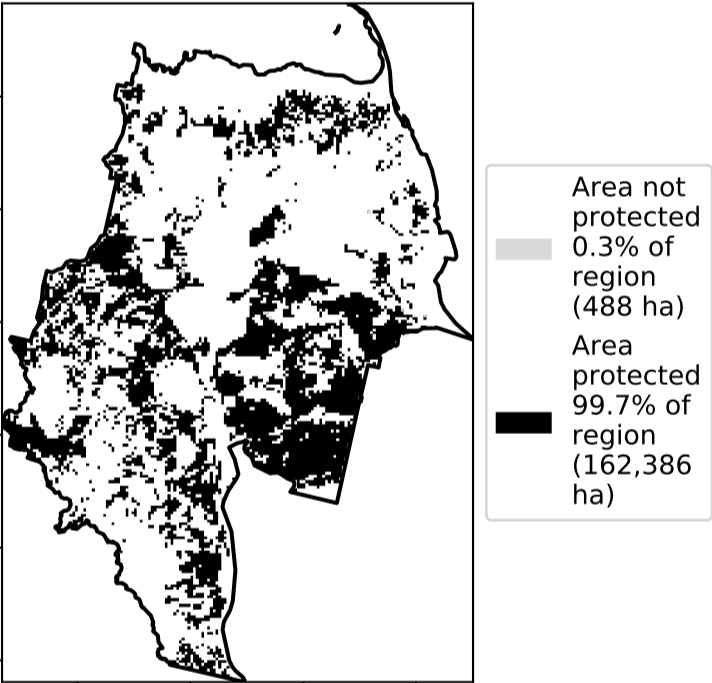 Area not
protected
0.3% of
region
(488 ha)
Area
protected
99.7% of
region
(162,386
ha)